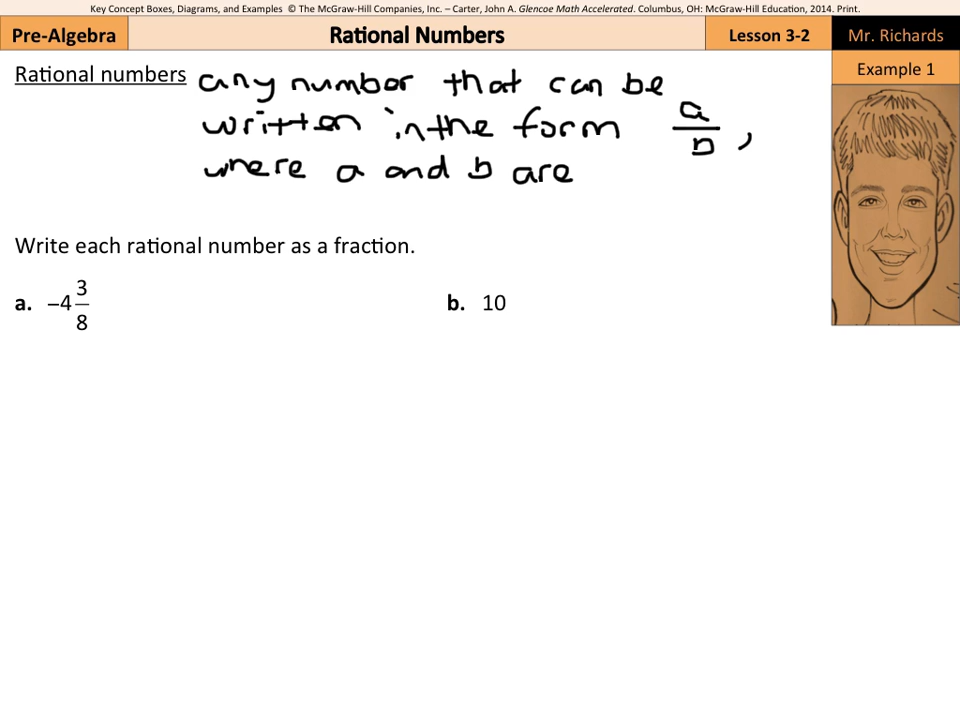 Key Concept Boxes, Diagrams, and Examples © The McGraw-Hill Companies, Inc. – Carter, John A. Glencoe Math Accelerated. Columbus, OH: McGraw-Hill Education, 2014. Print.
Pre-Algebra Rational Numbers Lesson 3-2 Mr. Richards
Example 1
Rational numbers any number that can be
written in the form a/b,
where a and b are
Write each rational number as a fraction.
a. –4 3/8 b. 10